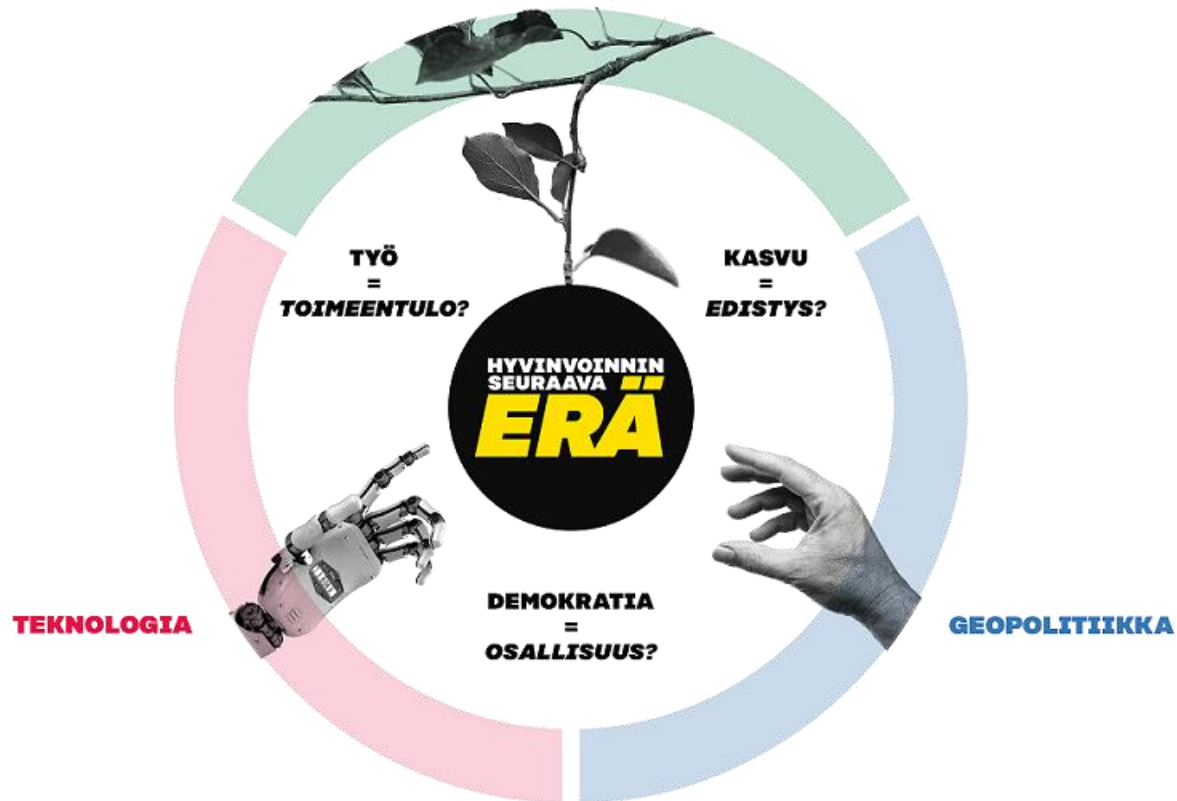 TYÖ
=
TOIMEENTULO?
KASVU
=
EDISTYS?
HYVINVOINNIN
SEURAAVA
ERÄ
DEMOKRATIA
=
OSALLISUUS?
TEKNOLOGIA
GEOPOLITIIKKA